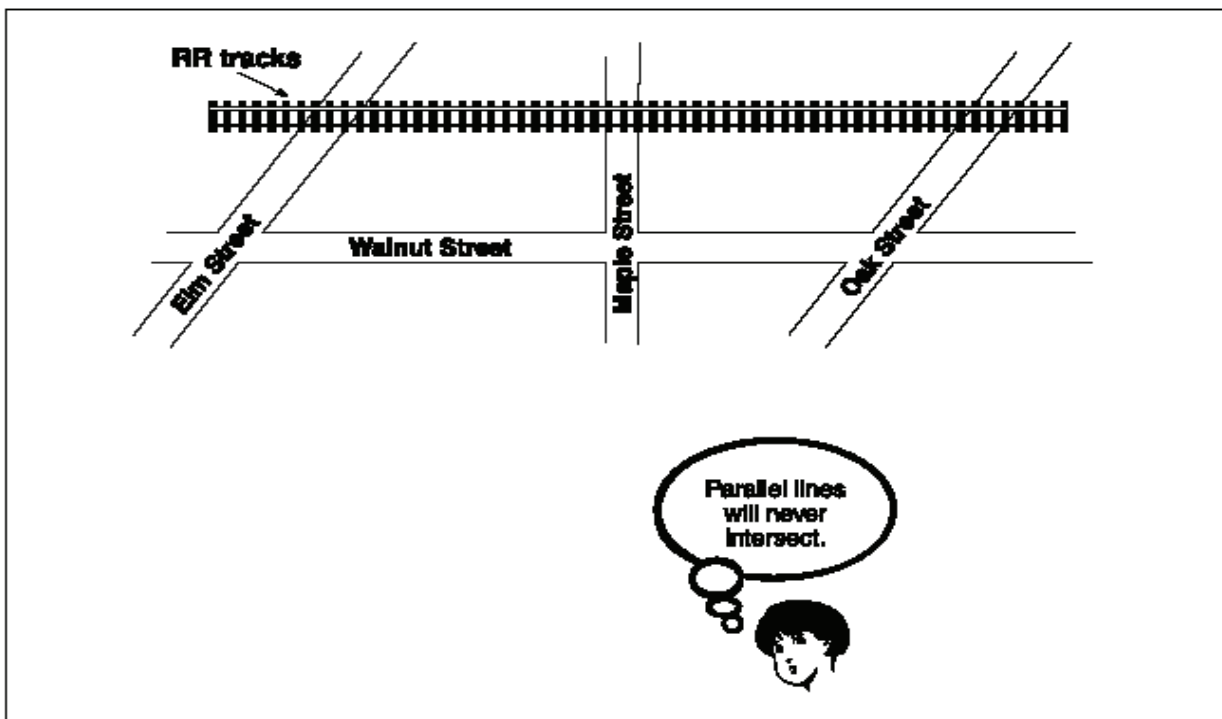 RR tracks
Elm Street
Walnut Street
Maple Street
Oak Street
Parallel lines
will never
intersect.